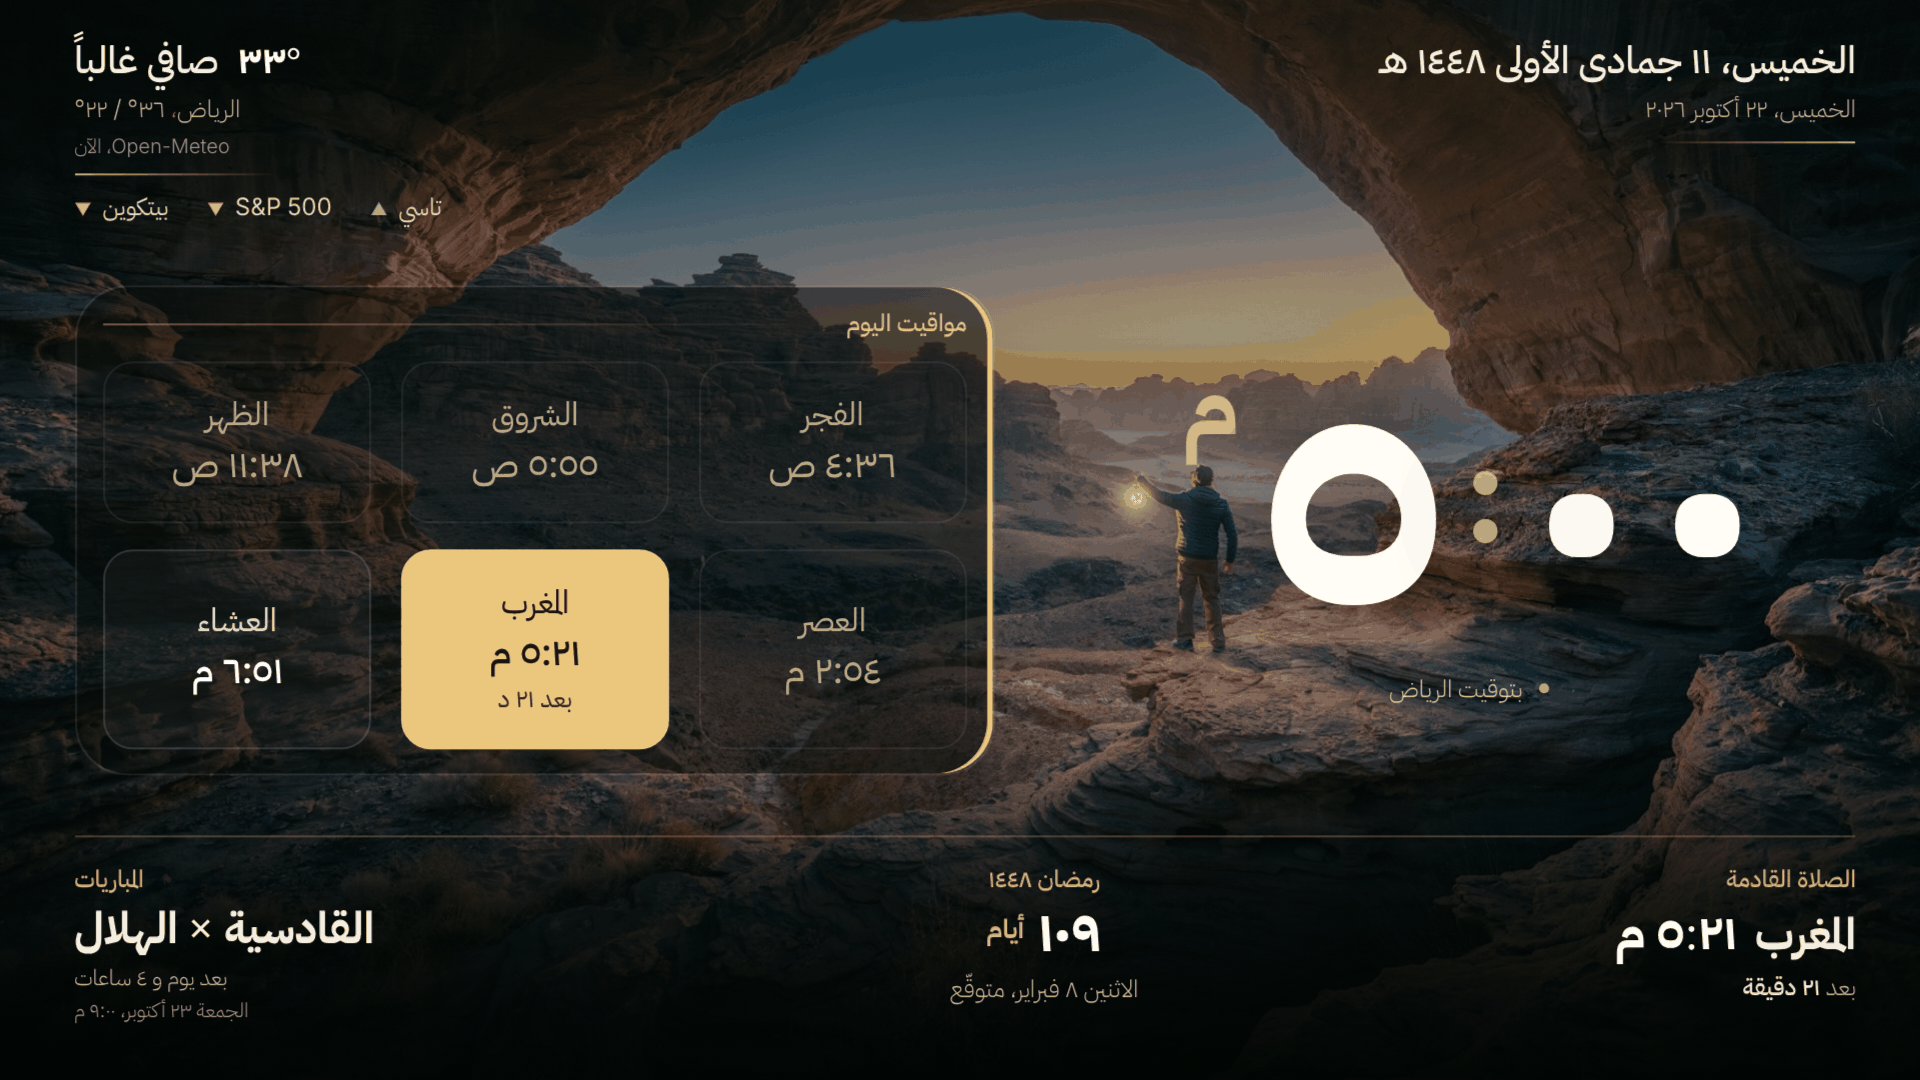 الخميس، ١١ جمادى الأولى ١٤٤٨ هـ
الخميس، ٢٢ أكتوبر ٢٠٢٦
٣٣° صافي غالباً
الرياض، ٣٦° / ٢٢°
Open-Meteo، الآن
تاسي ▲ S&P 500 ▼ بيتكوين ▼
٥:٠٠ م
بتوقيت الرياض
مواقيت اليوم
الفجر
٤:٣٦ ص
الشروق
٥:٥٥ ص
الظهر
١١:٣٨ ص
العصر
٢:٥٤ م
المغرب
٥:٢١ م
بعد ٢١ د
العشاء
٦:٥١ م
الصلاة القادمة
المغرب ٥:٢١ م
بعد ٢١ دقيقة
رمضان ١٤٤٨
١٠٩ أيام
الاثنين ٨ فبراير، متوقّع
المباريات
القادسية × الهلال
بعد يوم و ٤ ساعات
الجمعة ٢٣ أكتوبر، ٩:٠٠ م